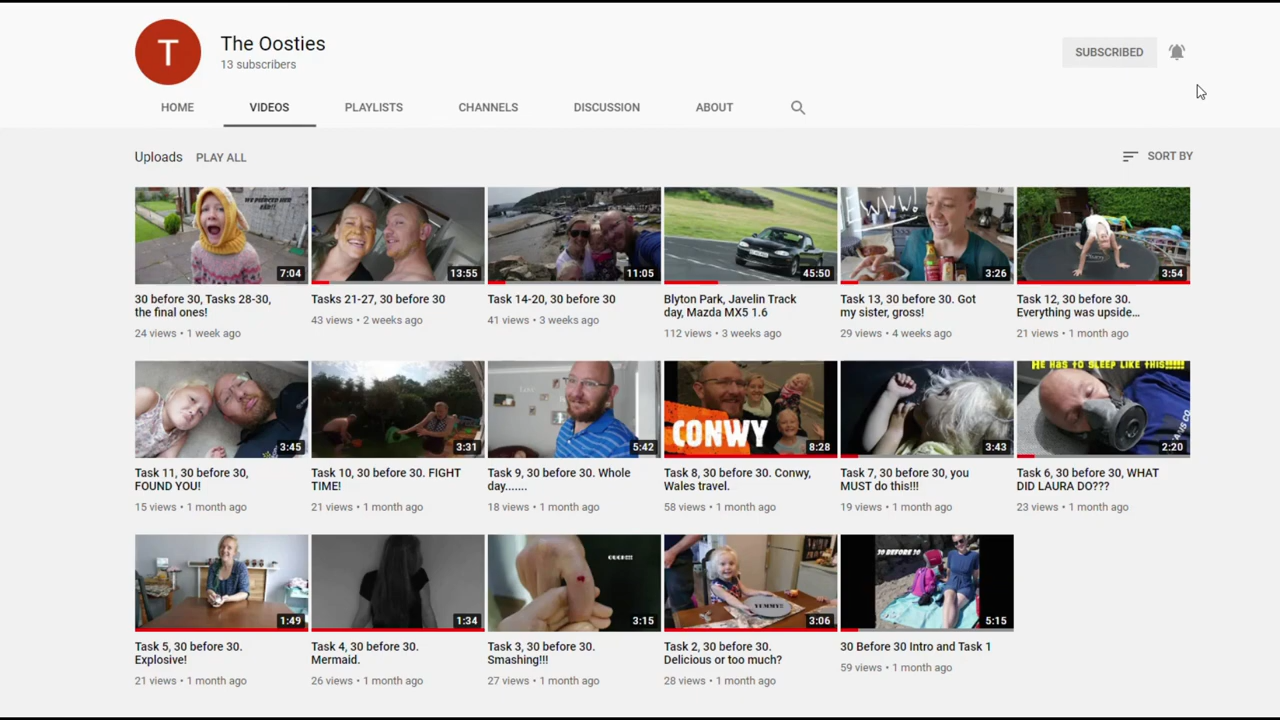 T
The Oosties
13 subscribers
SUBSCRIBED
HOME VIDEOS PLAYLISTS CHANNELS DISCUSSION ABOUT
Uploads PLAY ALL
SORT BY
WE PIERCED HER
EAR!!
7:04
13:55
11:05
45:50
WWW!
3:26
3:54
30 before 30, Tasks 28-30,
the final ones!
24 views • 1 week ago
Tasks 21-27, 30 before 30
43 views • 2 weeks ago
Task 14-20, 30 before 30
41 views • 3 weeks ago
Blyton Park, Javelin Track
day, Mazda MX5 1.6
112 views • 3 weeks ago
Task 13, 30 before 30. Got
my sister, gross!
29 views • 4 weeks ago
Task 12, 30 before 30.
Everything was upside...
21 views • 1 month ago
3:45
3:31
5:42
CONWY
8:28
3:43
HE HAS TO SLEEP LIKE THIS!!!!!
2:20
Task 11, 30 before 30,
FOUND YOU!
15 views • 1 month ago
Task 10, 30 before 30. FIGHT
TIME!
21 views • 1 month ago
Task 9, 30 before 30. Whole
day.......
18 views • 1 month ago
Task 8, 30 before 30. Conwy,
Wales travel.
58 views • 1 month ago
Task 7, 30 before 30, you
MUST do this!!!
19 views • 1 month ago
Task 6, 30 before 30, WHAT
DID LAURA DO???
23 views • 1 month ago
1:49
1:34
OUCH!!!
3:15
YUMMY!!
3:06
30 BEFORE 30
5:15
Task 5, 30 before 30.
Explosive!
21 views • 1 month ago
Task 4, 30 before 30.
Mermaid.
26 views • 1 month ago
Task 3, 30 before 30.
Smashing!!!
27 views • 1 month ago
Task 2, 30 before 30.
Delicious or too much?
28 views • 1 month ago
30 Before 30 Intro and Task 1
59 views • 1 month ago